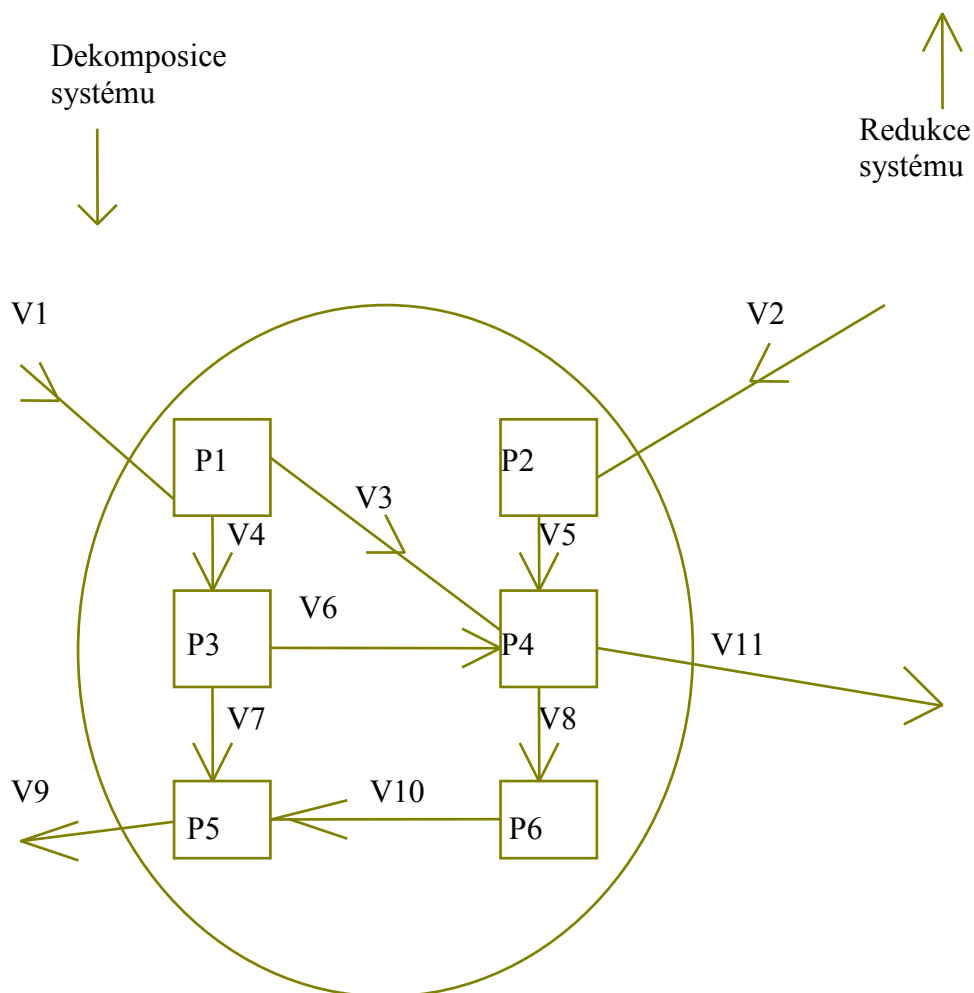 Dekomposice
systému
Redukce
systému
V1
V2
P1
P2
V3
V4
V5
V6
P3
P4
V11
V7
V8
V9
V10
P5
P6